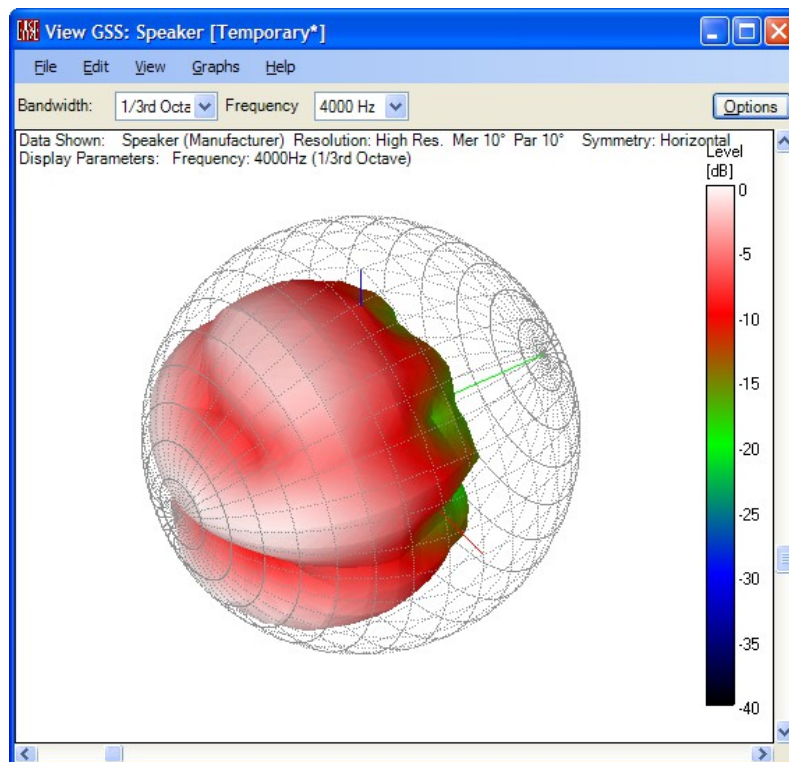 EASE
View GSS: Speaker [Temporary*]
File Edit View Graphs Help
Bandwidth: 1/3rd Octa Frequency 4000 Hz Options
Data Shown: Speaker (Manufacturer) Resolution: High Res. Mer 10° Par 10° Symmetry: Horizontal
Display Parameters: Frequency: 4000Hz (1/3rd Octave)
Level
[dB]
0
-5
-10
-15
-20
-25
-30
-35
-40